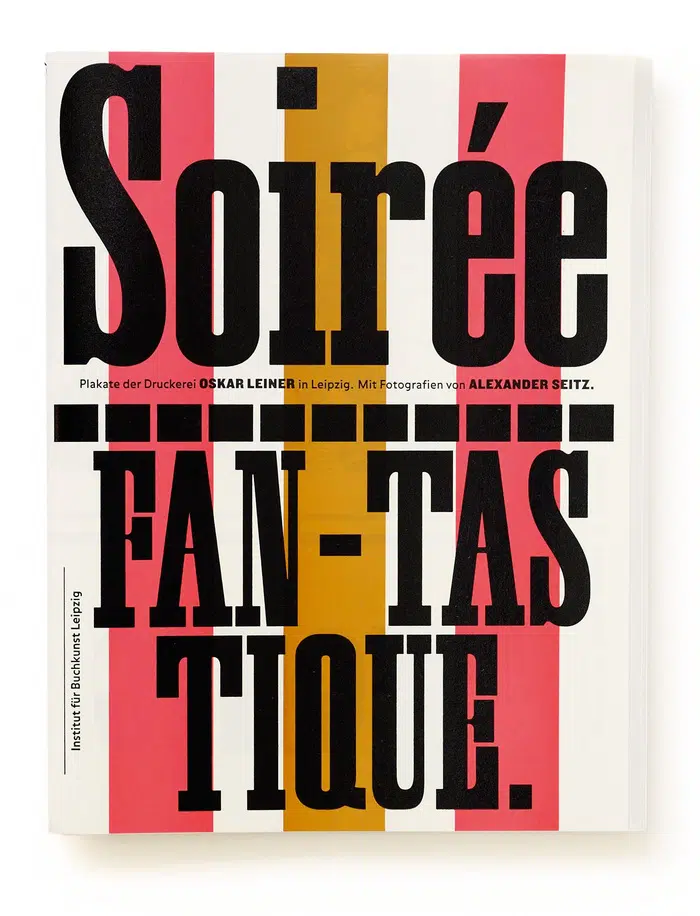 Soirée
Plakate der Druckerei OSKAR LEINER in Leipzig. Mit Fotografien von ALEXANDER SEITZ.
FAN-TAS
TIQUE.
Institut für Buchkunst Leipzig